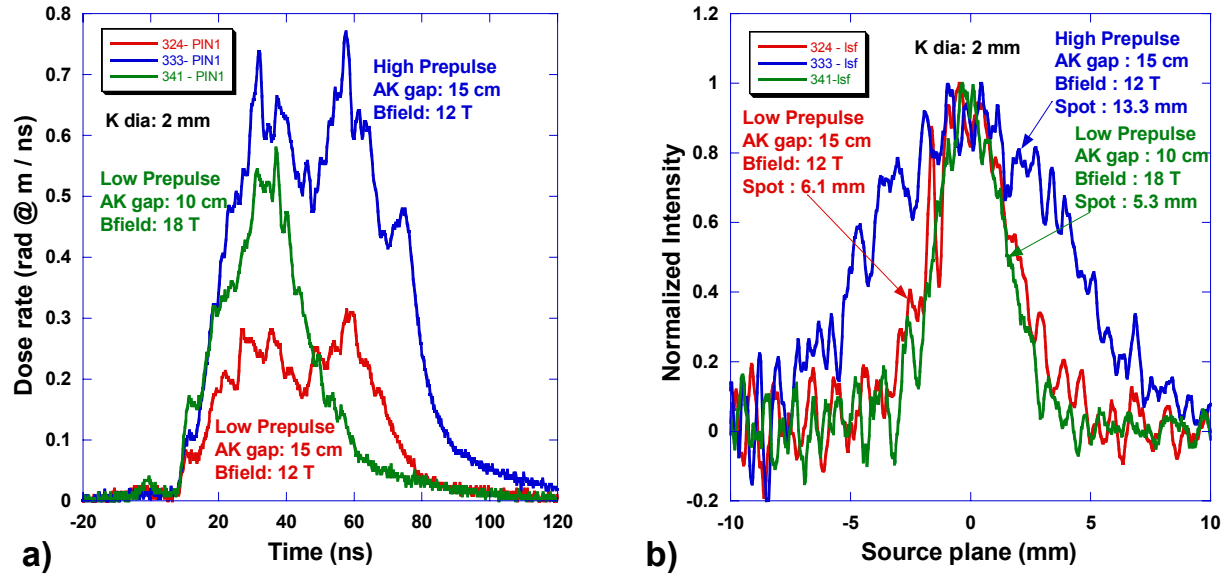 0.8
0.7
0.6
0.5
0.4
0.3
0.2
0.1
0
Dose rate (rad @ m / ns)
324- PIN1
333- PIN1
341 - PIN1
K dia: 2 mm
High Prepulse
AK gap: 15 cm
Bfield: 12 T
Low Prepulse
AK gap: 10 cm
Bfield: 18 T
Low Prepulse
AK gap: 15 cm
Bfield: 12 T
-20 0 20 40 60 80 100 120
Time (ns)
a)
1.2
1
0.8
0.6
0.4
0.2
0
-0.2
Normalized Intensity
324 - lsf
333 - lsf
341-lsf
K dia: 2 mm
High Prepulse
AK gap : 15 cm
Bfield : 12 T
Spot : 13.3 mm
Low Prepulse
AK gap: 15 cm
Bfield: 12 T
Spot : 6.1 mm
Low Prepulse
AK gap : 10 cm
Bfield : 18 T
Spot : 5.3 mm
-10 -5 0 5 10
Source plane (mm)
b)